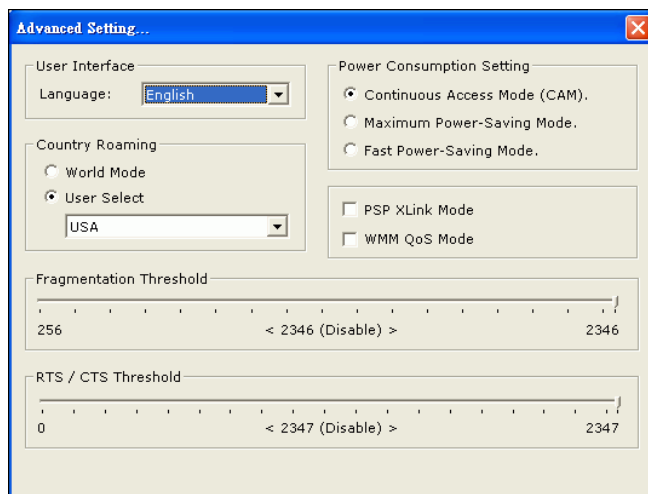 Advanced Setting...
User Interface
Language: English
Country Roaming
World Mode
User Select
USA
Power Consumption Setting
Continuous Access Mode (CAM).
Maximum Power-Saving Mode.
Fast Power-Saving Mode.
PSP XLink Mode
WMM QoS Mode
Fragmentation Threshold
256 < 2346 (Disable) > 2346
RTS / CTS Threshold
0 < 2347 (Disable) > 2347